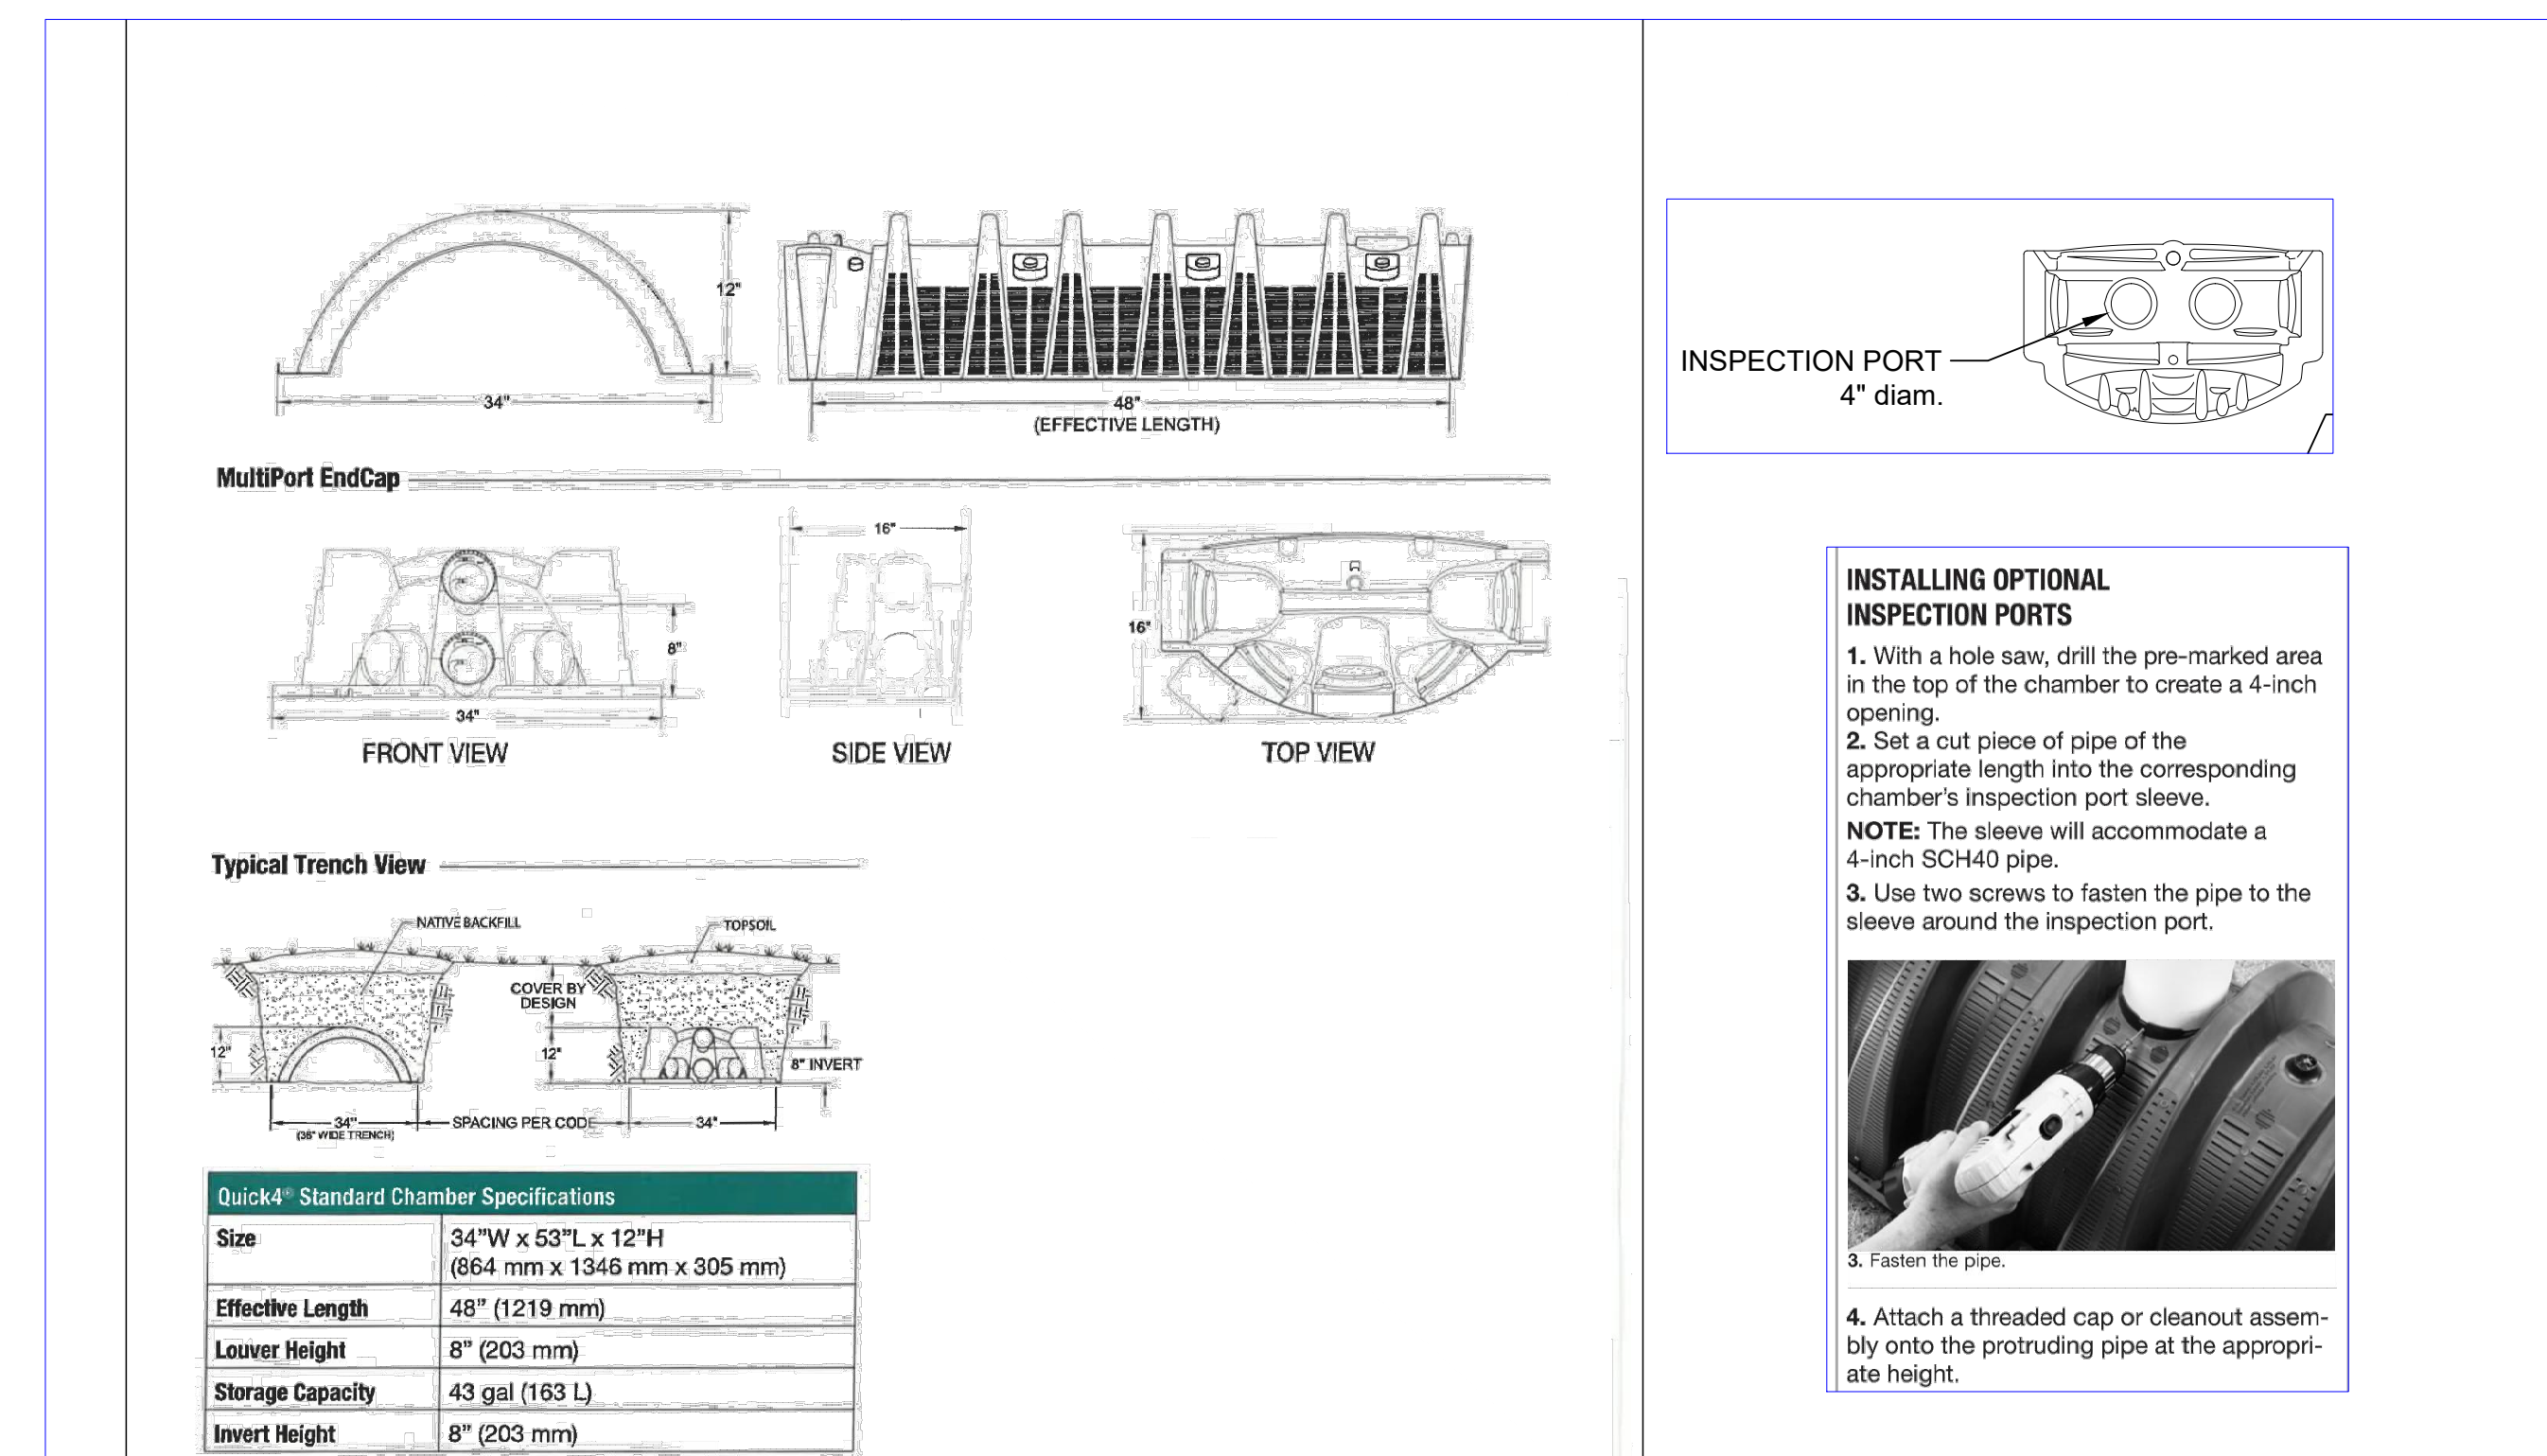 12"
34"
48"
(EFFECTIVE LENGTH)
MultiPort EndCap
8"
34"
FRONT VIEW
16"
SIDE VIEW
16"
TOP VIEW
Typical Trench View
NATIVE BACKFILL
TOPSOIL
COVER BY
DESIGN
12"
12"
8" INVERT
34"
SPACING PER CODE
34"
(36" WIDE TRENCH)
Quick4® Standard Chamber Specifications
Size 34”W x 53”L x 12”H
(864 mm x 1346 mm x 305 mm)
Effective Length 48” (1219 mm)
Louver Height 8” (203 mm)
Storage Capacity 43 gal (163 L)
Invert Height 8” (203 mm)
INSPECTION PORT
4" diam.
INSTALLING OPTIONAL
INSPECTION PORTS
1. With a hole saw, drill the pre-marked area
in the top of the chamber to create a 4-inch
opening.
2. Set a cut piece of pipe of the
appropriate length into the corresponding
chamber’s inspection port sleeve.
NOTE: The sleeve will accommodate a
4-inch SCH40 pipe.
3. Use two screws to fasten the pipe to the
sleeve around the inspection port.
3. Fasten the pipe.
4. Attach a threaded cap or cleanout assem-
bly onto the protruding pipe at the appropri-
ate height.